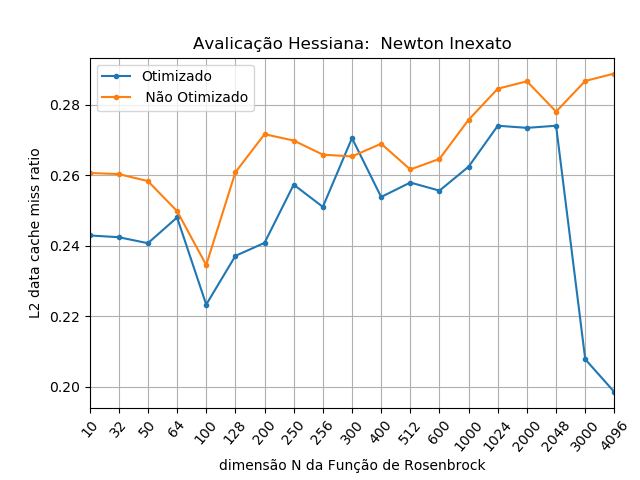 Avalicação Hessiana:  Newton Inexato
Otimizado
Não Otimizado
L2 data cache miss ratio
0.28
0.26
0.24
0.22
0.20
10 32 50 64 100 128 200 250 256 300 400 512 600 1000 1024 2000 2048 3000 4096
dimensão N da Função de Rosenbrock